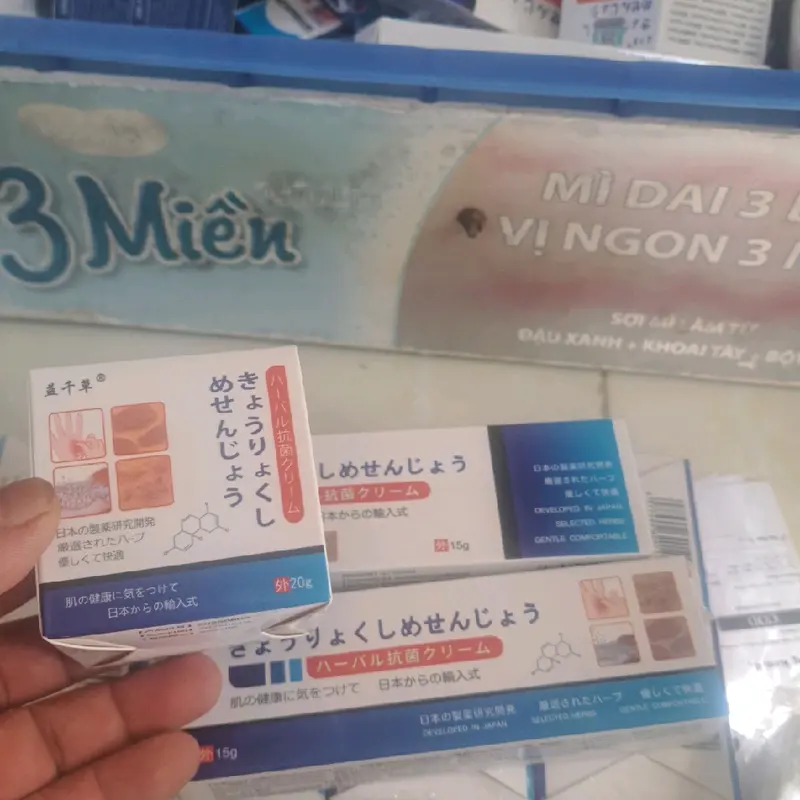 3 Miền
MÌ DAI 3
VỊ NGON 3
ĐẬU XANH + KHOAI TÂY + BỘ
益千草®
ハーバル抗菌クリーム
きょうりょくし
めせんじょう
日本の製薬研究開発
厳選されたハーブ
優しくて快適
肌の健康に気をつけて
日本からの輸入式
外 20g
しめせんじょう
抗菌クリーム
本からの輸入式
外 15g
日本の製薬研究開発
厳選されたハーブ
優しくて快適
DEVELOPED IN JAPAN
SELECTED HERBS
GENTLE COMFORTABLE
きょうりょくしめせんじょう
ハーバル抗菌クリーム
肌の健康に気をつけて 日本からの輸入式
日本の製薬研究開発 厳選されたハーブ 優しくて快適
DEVELOPED IN JAPAN SELECTED HERBS GENTLE COMFORTABLE
外 15g